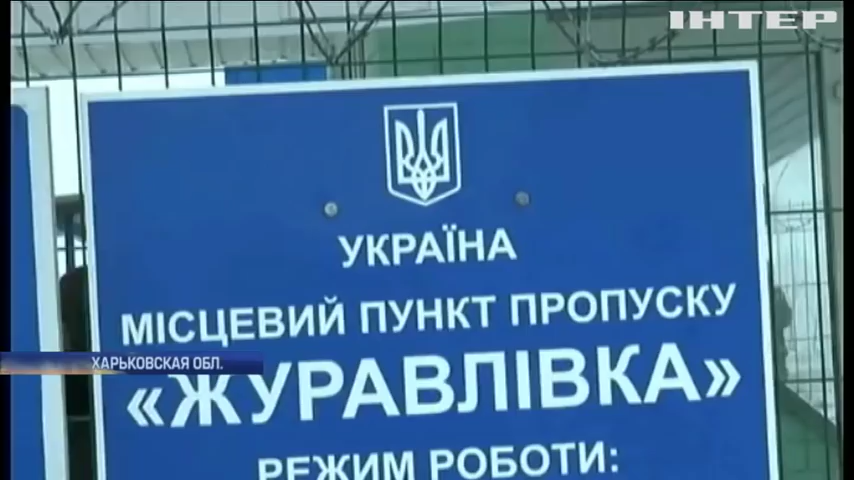 ІНТЕР
УКРАЇНА
МІСЦЕВИЙ ПУНКТ ПРОПУСКУ
ХАРЬКОВСКАЯ ОБЛ.
«ЖУРАВЛІВКА»
РЕЖИМ РОБОТИ: